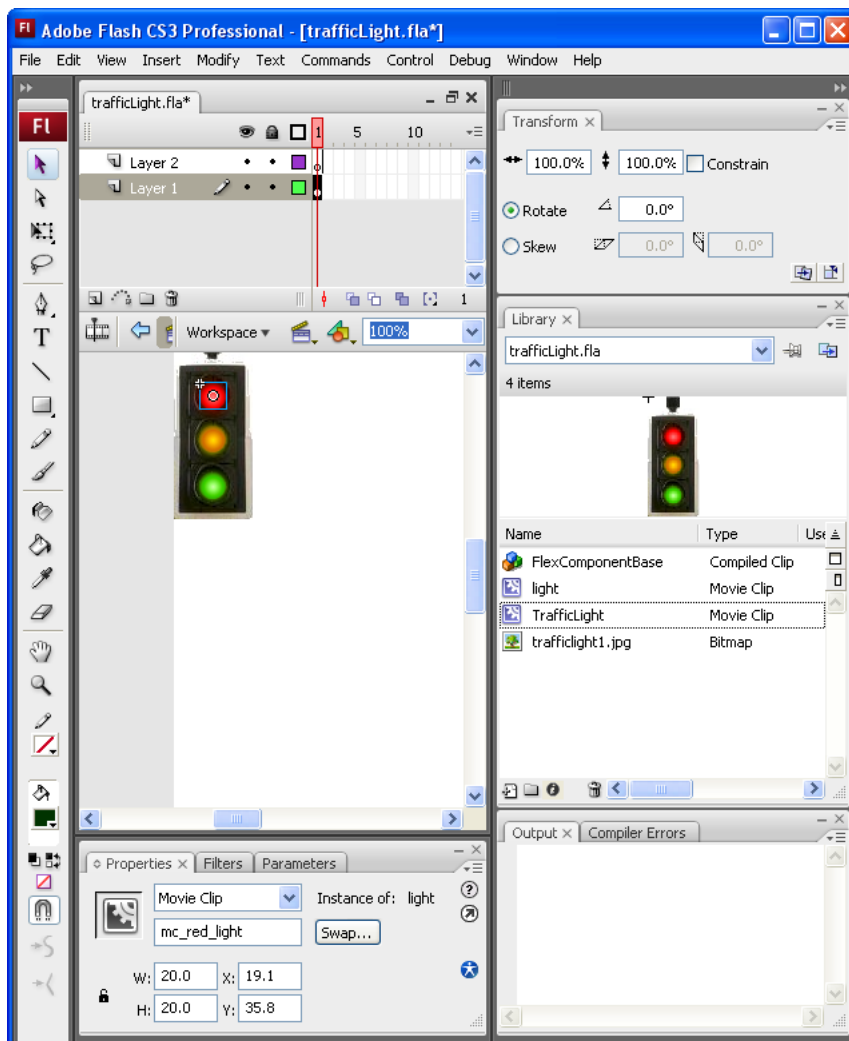 Fl Adobe Flash CS3 Professional - [trafficLight.fla*]
File Edit View Insert Modify Text Commands Control Debug Window Help
trafficLight.fla*
Fl
1 5 10
Layer 2
Layer 1
1
Workspace 100%
T
Properties × Filters Parameters
Movie Clip Instance of: light
mc_red_light Swap...
W: 20.0 X: 19.1
H: 20.0 Y: 35.8
Transform ×
100.0% 100.0% Constrain
Rotate 0.0°
Skew 0.0° 0.0°
Library ×
trafficLight.fla
4 items
Name Type Use
FlexComponentBase Compiled Clip
light Movie Clip
TrafficLight Movie Clip
trafficlight1.jpg Bitmap
Output × Compiler Errors